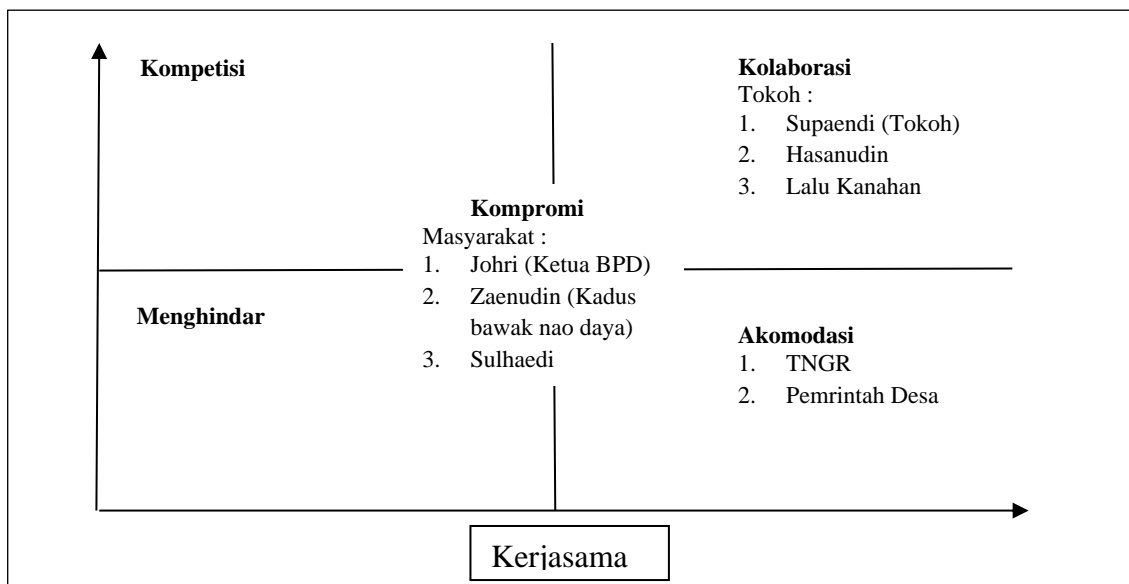 Kompetisi
Kolaborasi
Tokoh :
1. Supaendi (Tokoh)
2. Hasanudin
3. Lalu Kanahan
Kompromi
Masyarakat :
1. Johri (Ketua BPD)
2. Zaenudin (Kadus
bawak nao daya)
3. Sulhaedi
Menghindar
Akomodasi
1. TNGR
2. Pemrintah Desa
Kerjasama